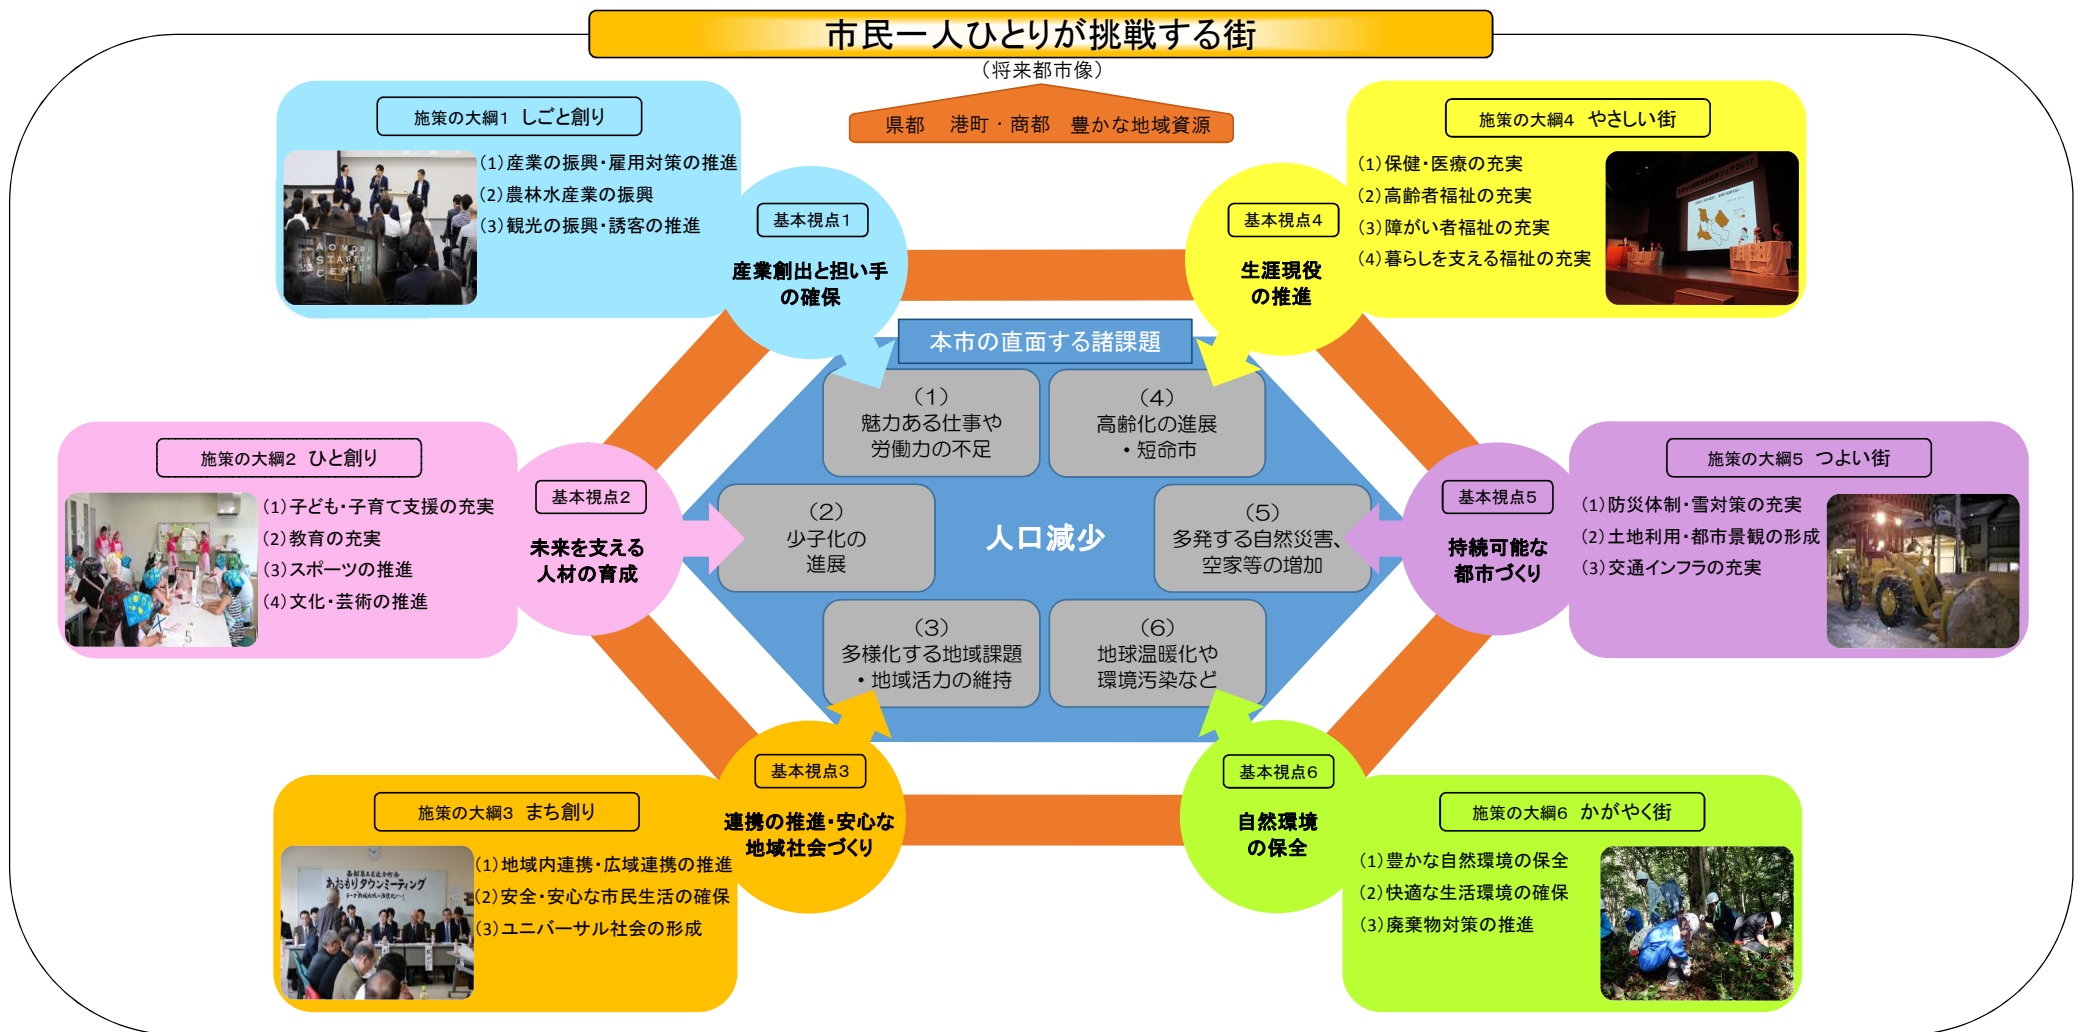 市民一人ひとりが挑戦する街
（将来都市像）
県都　港町・商都　豊かな地域資源
施策の大綱1 しごと創り
(1)産業の振興・雇用対策の推進
(2)農林水産業の振興
(3)観光の振興・誘客の推進
AOMORI
STARTUP
CENTER
基本視点1
産業創出と担い手
の確保
施策の大綱4 やさしい街
(1)保健・医療の充実
(2)高齢者福祉の充実
(3)障がい者福祉の充実
(4)暮らしを支える福祉の充実
基本視点4
生涯現役
の推進
本市の直面する諸課題
（1）
魅力ある仕事や
労働力の不足
（4）
高齢化の進展
・短命市
施策の大綱2 ひと創り
(1)子ども・子育て支援の充実
(2)教育の充実
(3)スポーツの推進
(4)文化・芸術の推進
基本視点2
未来を支える
人材の育成
（2）
少子化の
進展
人口減少
（5）
多発する自然災害、
空家等の増加
基本視点5
持続可能な
都市づくり
施策の大綱5 つよい街
(1)防災体制・雪対策の充実
(2)土地利用・都市景観の形成
(3)交通インフラの充実
（3）
多様化する地域課題
・地域活力の維持
（6）
地球温暖化や
環境汚染など
基本視点3
連携の推進・安心な
地域社会づくり
施策の大綱3 まち創り
(1)地域内連携・広域連携の推進
(2)安全・安心な市民生活の確保
(3)ユニバーサル社会の形成
あおもりタウンミーティング
基本視点6
自然環境
の保全
施策の大綱6 かがやく街
(1)豊かな自然環境の保全
(2)快適な生活環境の確保
(3)廃棄物対策の推進